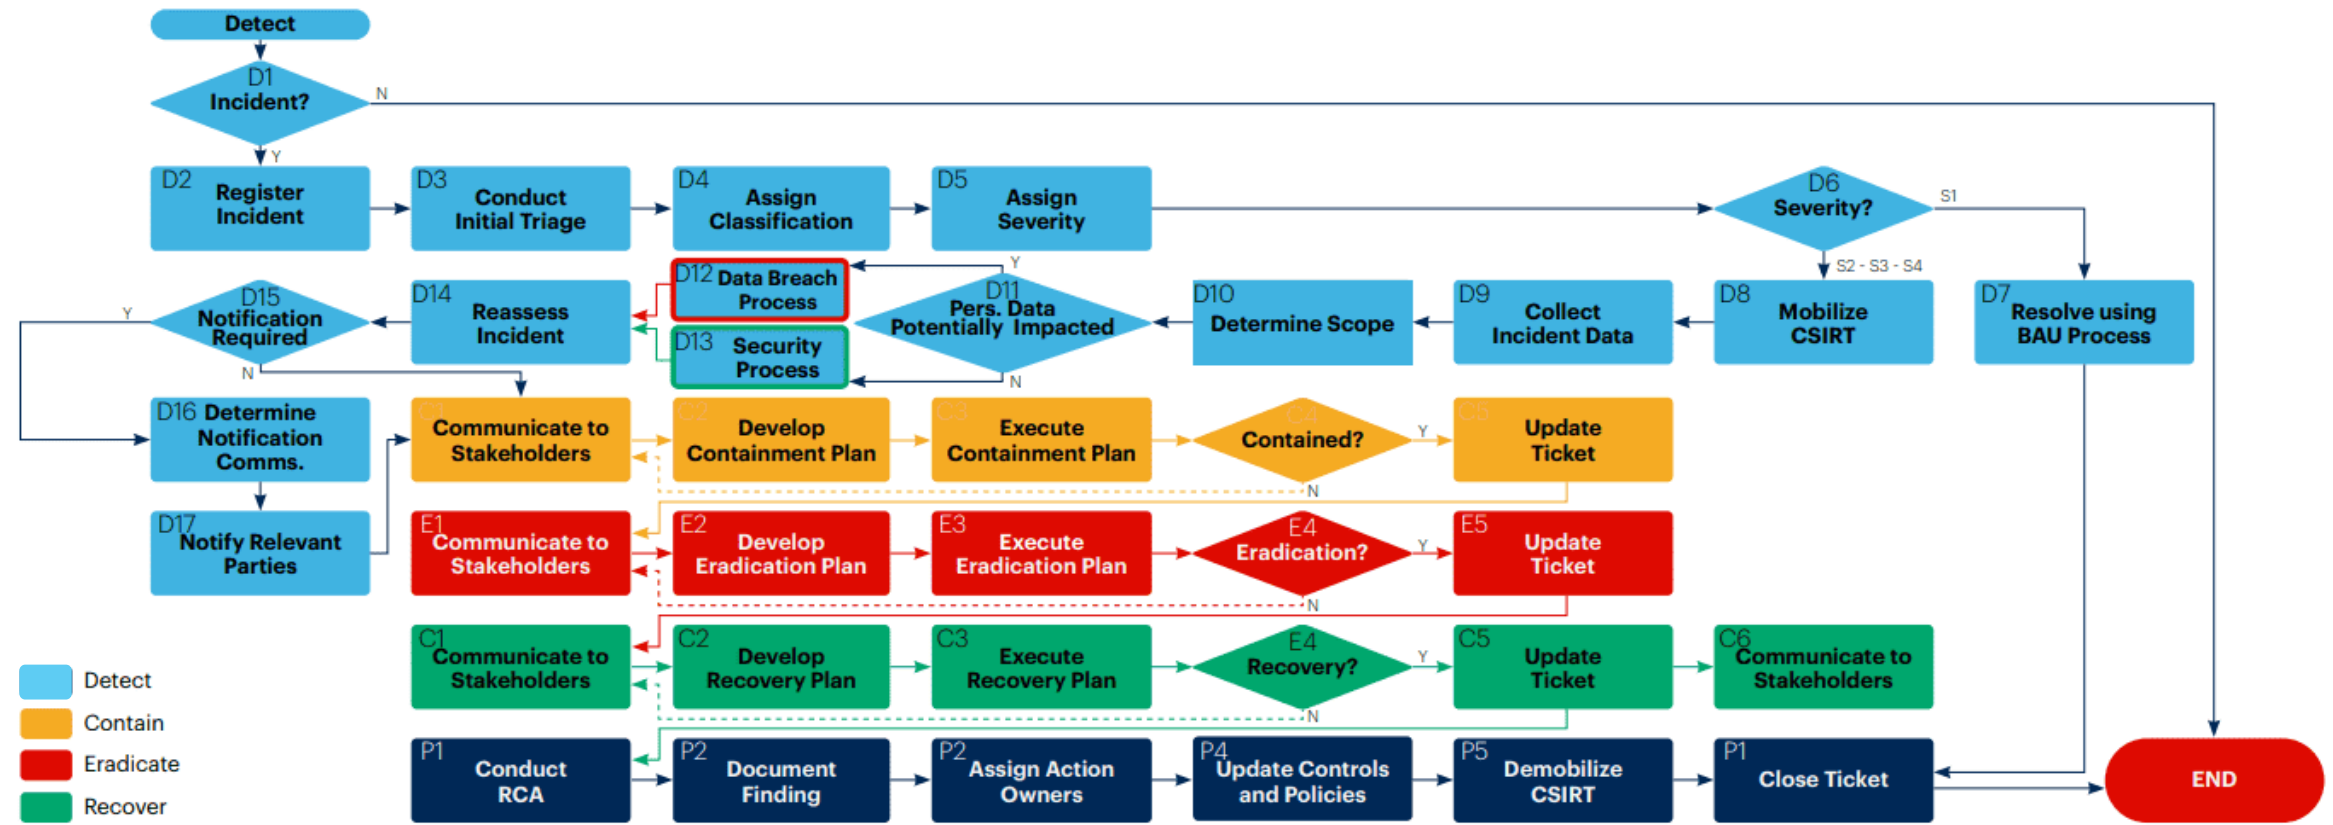 Detect
D1
Incident?
N
Y
D2
Register
Incident
D3
Conduct
Initial Triage
D4
Assign
Classification
D5
Assign
Severity
D6
Severity?
S1
S2 - S3 - S4
D15
Notification
Required
Y
N
D14
Reassess
Incident
D12
Data Breach
Process
D13
Security
Process
D11
Pers. Data
Potentially Impacted
Y
N
D10
Determine Scope
D9
Collect
Incident Data
D8
Mobilize
CSIRT
D7
Resolve using
BAU Process
D16
Determine
Notification
Comms.
C1
Communicate to
Stakeholders
C2
Develop
Containment Plan
C3
Execute
Containment Plan
C4
Contained?
Y
N
C5
Update
Ticket
D17
Notify Relevant
Parties
E1
Communicate to
Stakeholders
E2
Develop
Eradication Plan
E3
Execute
Eradication Plan
E4
Eradication?
Y
N
E5
Update
Ticket
C1
Communicate to
Stakeholders
C2
Develop
Recovery Plan
C3
Execute
Recovery Plan
E4
Recovery?
Y
N
C5
Update
Ticket
C6
Communicate to
Stakeholders
P1
Conduct
RCA
P2
Document
Finding
P2
Assign Action
Owners
P4
Update Controls
and Policies
P5
Demobilize
CSIRT
P1
Close Ticket
END
Detect
Contain
Eradicate
Recover